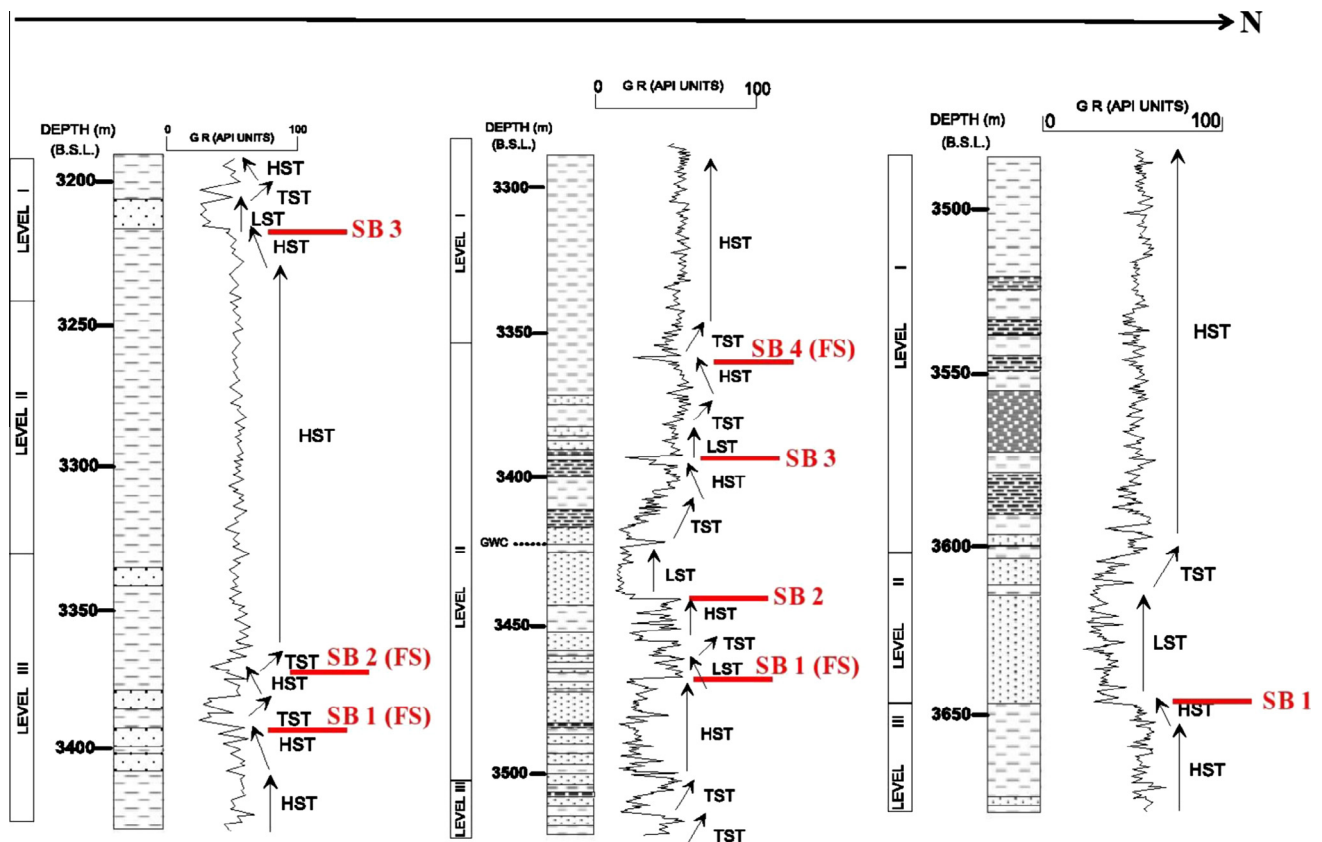 N
DEPTH (m)
(B.S.L.)
0
100
G R (API UNITS)
LEVEL I
LEVEL II
LEVEL III
3200
3250
3300
3350
3400
HST
TST
LST
SB 3
HST
HST
TST
SB 2 (FS)
HST
TST
SB 1 (FS)
HST
HST
0
G R (API UNITS)
100
DEPTH (m)
(B.S.L.)
LEVEL I
LEVEL II
LEVEL III
3300
3350
3400
GWC
3450
3500
HST
TST
SB 4 (FS)
HST
TST
LST
SB 3
HST
TST
LST
SB 2
HST
TST
LST
SB 1 (FS)
HST
TST
TST
G R (API UNITS)
0
100
DEPTH (m)
(B.S.L.)
LEVEL I
LEVEL II
LEVEL III
3500
3550
3600
3650
HST
TST
LST
SB 1
HST
HST